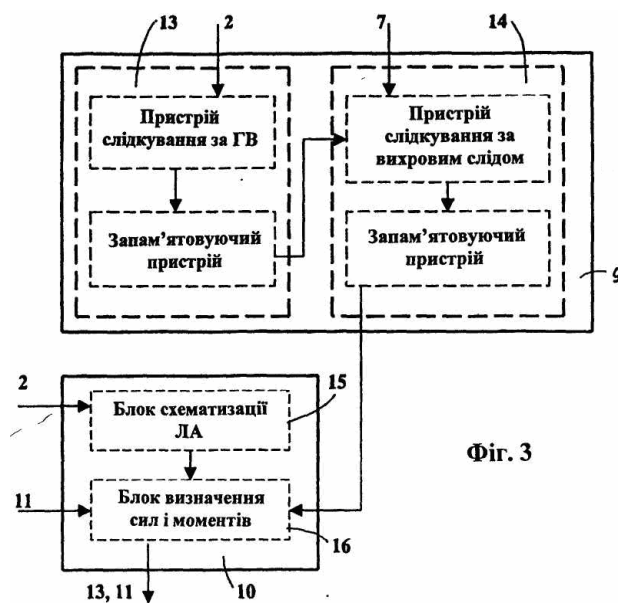 13
2
7
14
Пристрій
слідкування за ГВ
Пристрій
слідкування за
вихровим слідом
Запам’ятовуючий
пристрій
Запам’ятовуючий
пристрій
9
2
15
Блок схематизації
ЛА
Фіг. 3
11
Блок визначення
сил і моментів
16
13, 11
10